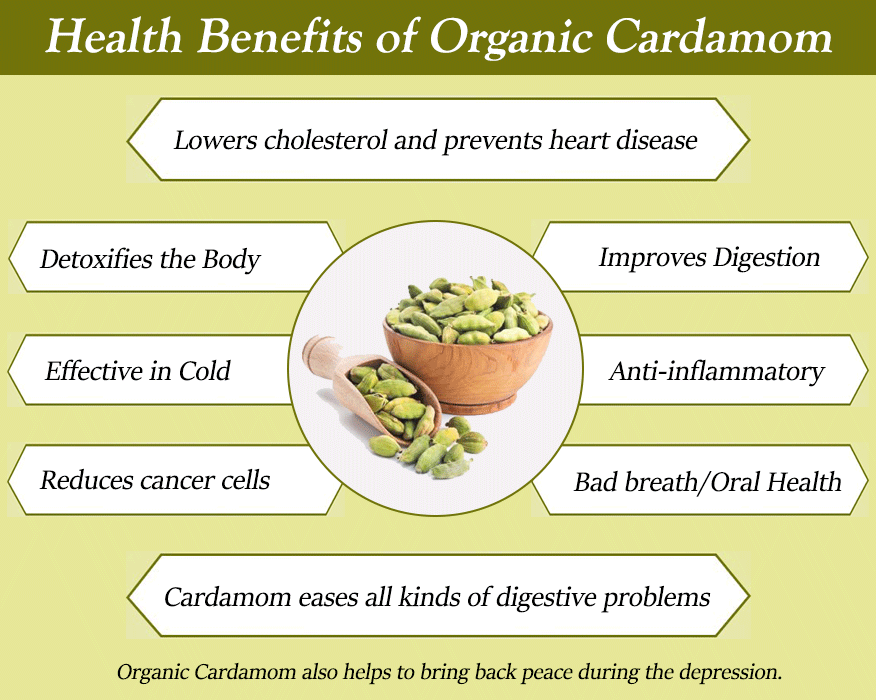 Health Benefits of Organic Cardamom
Lowers cholesterol and prevents heart disease
Detoxifies the Body
Improves Digestion
Effective in Cold
Anti-inflammatory
Reduces cancer cells
Bad breath/Oral Health
Cardamom eases all kinds of digestive problems
Organic Cardamom also helps to bring back peace during the depression.